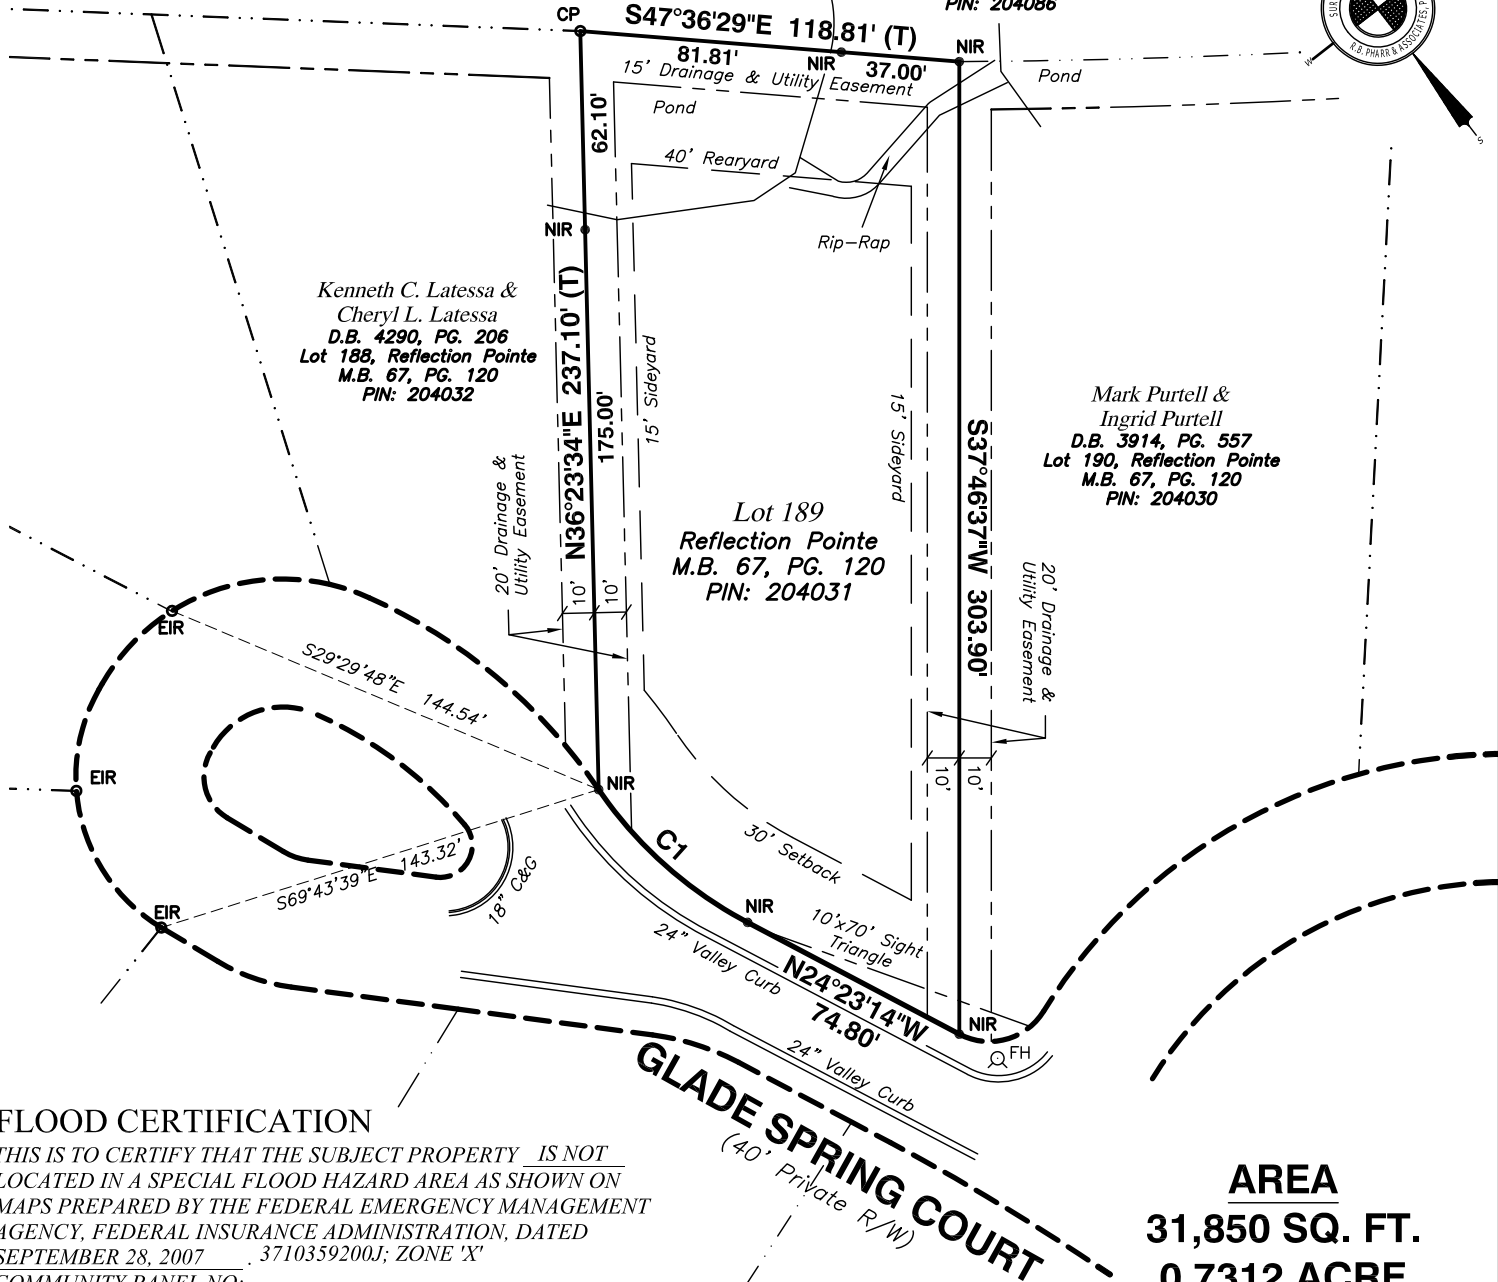 PIN: 204086
R.B. PHARR & ASSOCIATES, P
SUR
W
S
CP
S47°36'29"E 118.81' (T)
NIR
81.81'
NIR
37.00'
15' Drainage & Utility Easement
Pond
Pond
62.10'
40' Rearyard
NIR
Rip-Rap
Kenneth C. Latessa &
Cheryl L. Latessa
D.B. 4290, PG. 206
Lot 188, Reflection Pointe
M.B. 67, PG. 120
PIN: 204032
N36°23'34"E 237.10' (T)
175.00'
15' Sideyard
15' Sideyard
S37°46'37"W 303.90'
Mark Purtell &
Ingrid Purtell
D.B. 3914, PG. 557
Lot 190, Reflection Pointe
M.B. 67, PG. 120
PIN: 204030
20' Drainage &
Utility Easement
Lot 189
Reflection Pointe
M.B. 67, PG. 120
PIN: 204031
10'
10'
20' Drainage &
Utility Easement
EIR
S29°29'48"E 144.54'
EIR
NIR
10'
10'
C1
30' Setback
S69°43'39"E 143.32'
18" C&G
EIR
NIR
10'x70' Sight
Triangle
24" Valley Curb
N24°23'14"W
74.80'
NIR
FH
24" Valley Curb
GLADE SPRING COURT
(40' Private R/W)
FLOOD CERTIFICATION
THIS IS TO CERTIFY THAT THE SUBJECT PROPERTY IS NOT
LOCATED IN A SPECIAL FLOOD HAZARD AREA AS SHOWN ON
MAPS PREPARED BY THE FEDERAL EMERGENCY MANAGEMENT
AGENCY, FEDERAL INSURANCE ADMINISTRATION, DATED
SEPTEMBER 28, 2007 . 3710359200J; ZONE 'X'
COMMUNITY PANEL NO:
AREA
31,850 SQ. FT.
0.7312 ACRE